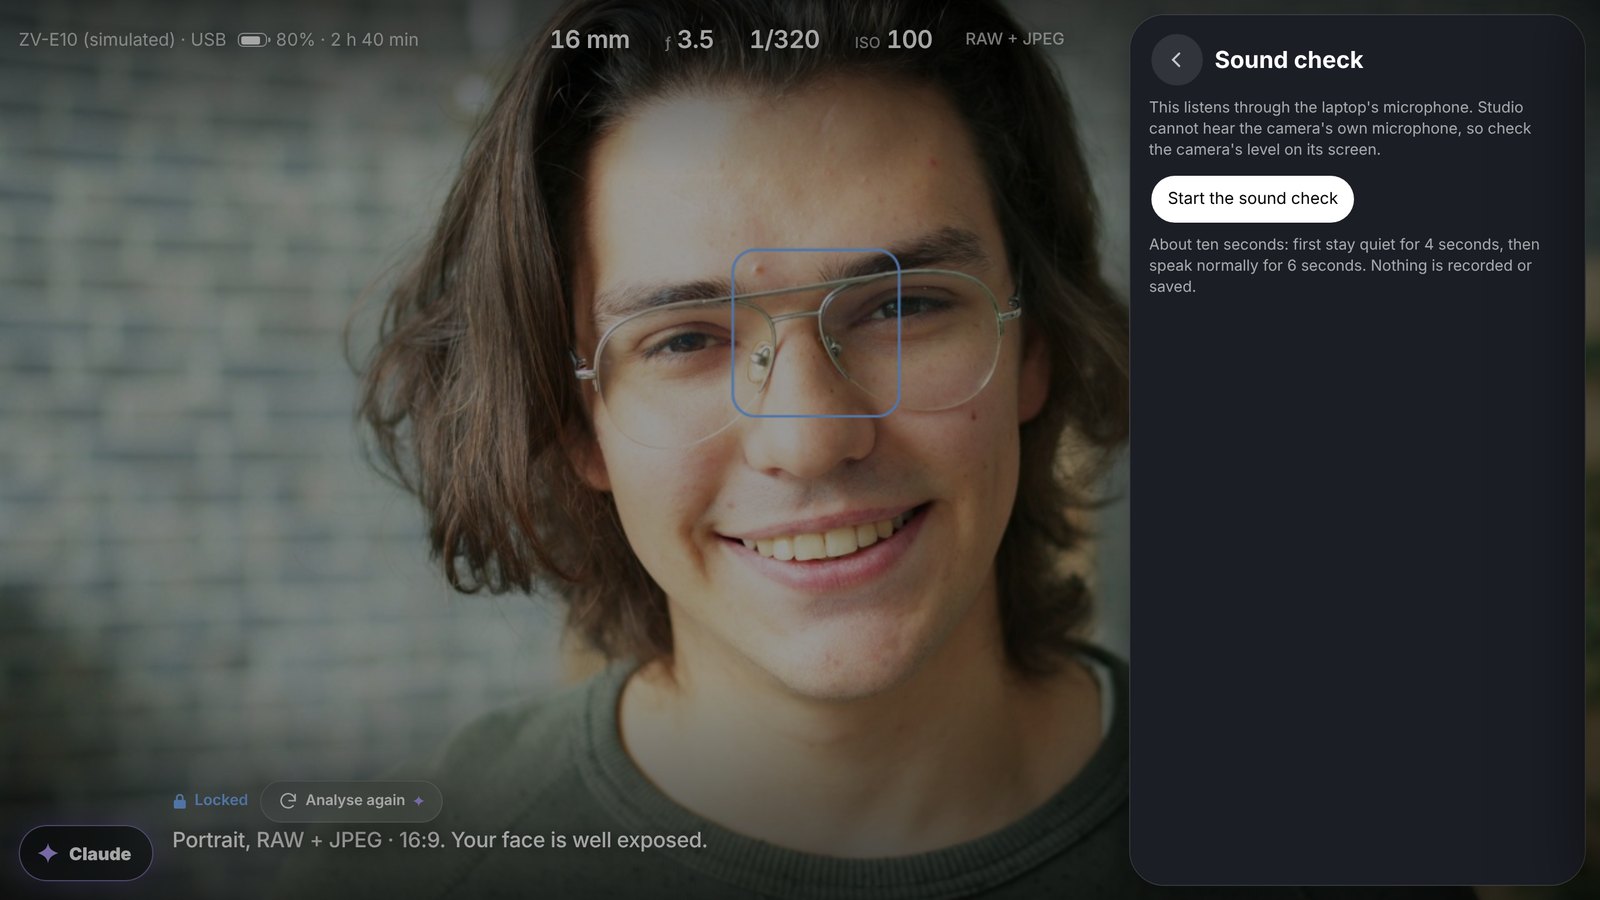 ZV-E10 (simulated) · USB 80% · 2 h 40 min
16 mm f 3.5 1/320 ISO 100 RAW + JPEG
Sound check
This listens through the laptop's microphone. Studio
cannot hear the camera's own microphone, so check
the camera's level on its screen.
Start the sound check
About ten seconds: first stay quiet for 4 seconds, then
speak normally for 6 seconds. Nothing is recorded or
saved.
Locked
Analyse again
Portrait, RAW + JPEG · 16:9. Your face is well exposed.
Claude